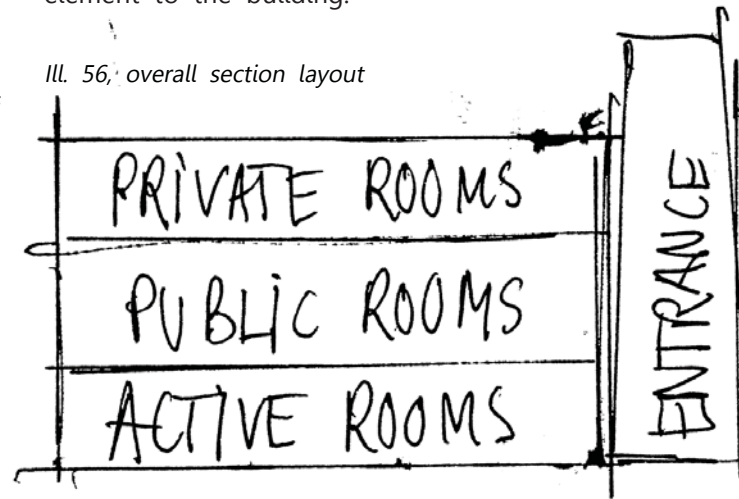 element to the building.
Ill. 56, overall section layout
PRiVATE ROOMS
PUBLiC ROOMS
ACTIVE ROOMS
ENTRANCE